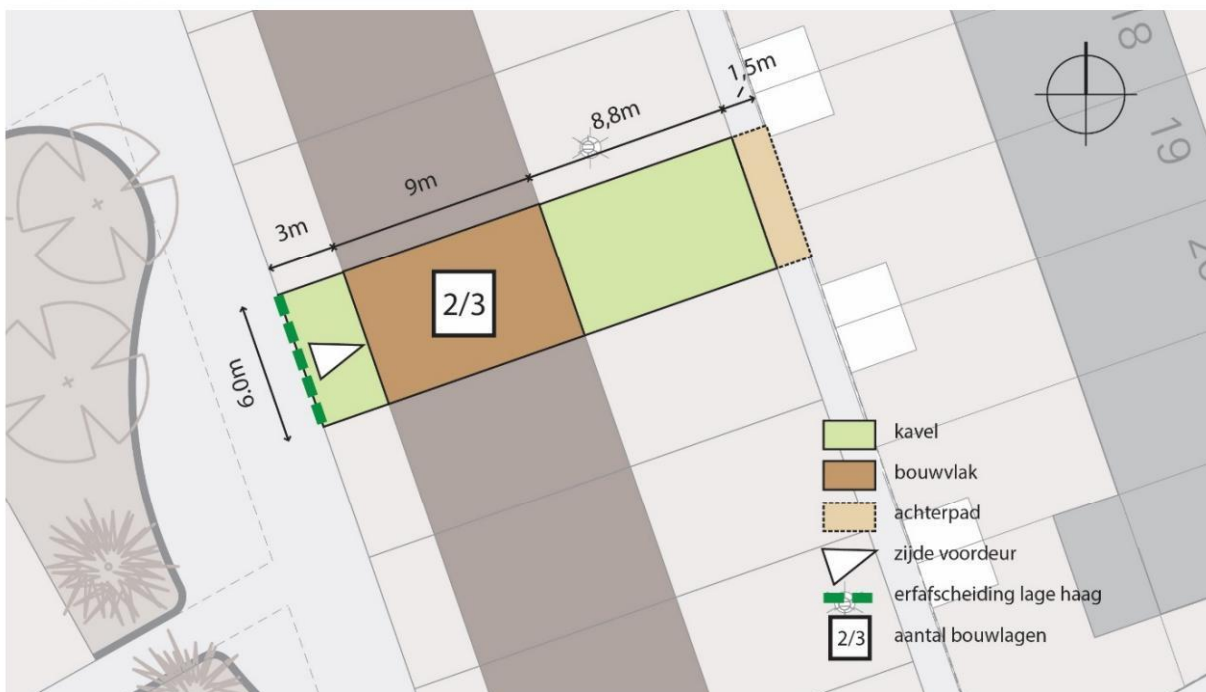 18
19
1,5m
8,8m
9m
3m
6.0m
2/3
kavel
bouwvlak
achterpad
zijde voordeur
erfafscheiding lage haag
2/3 aantal bouwlagen